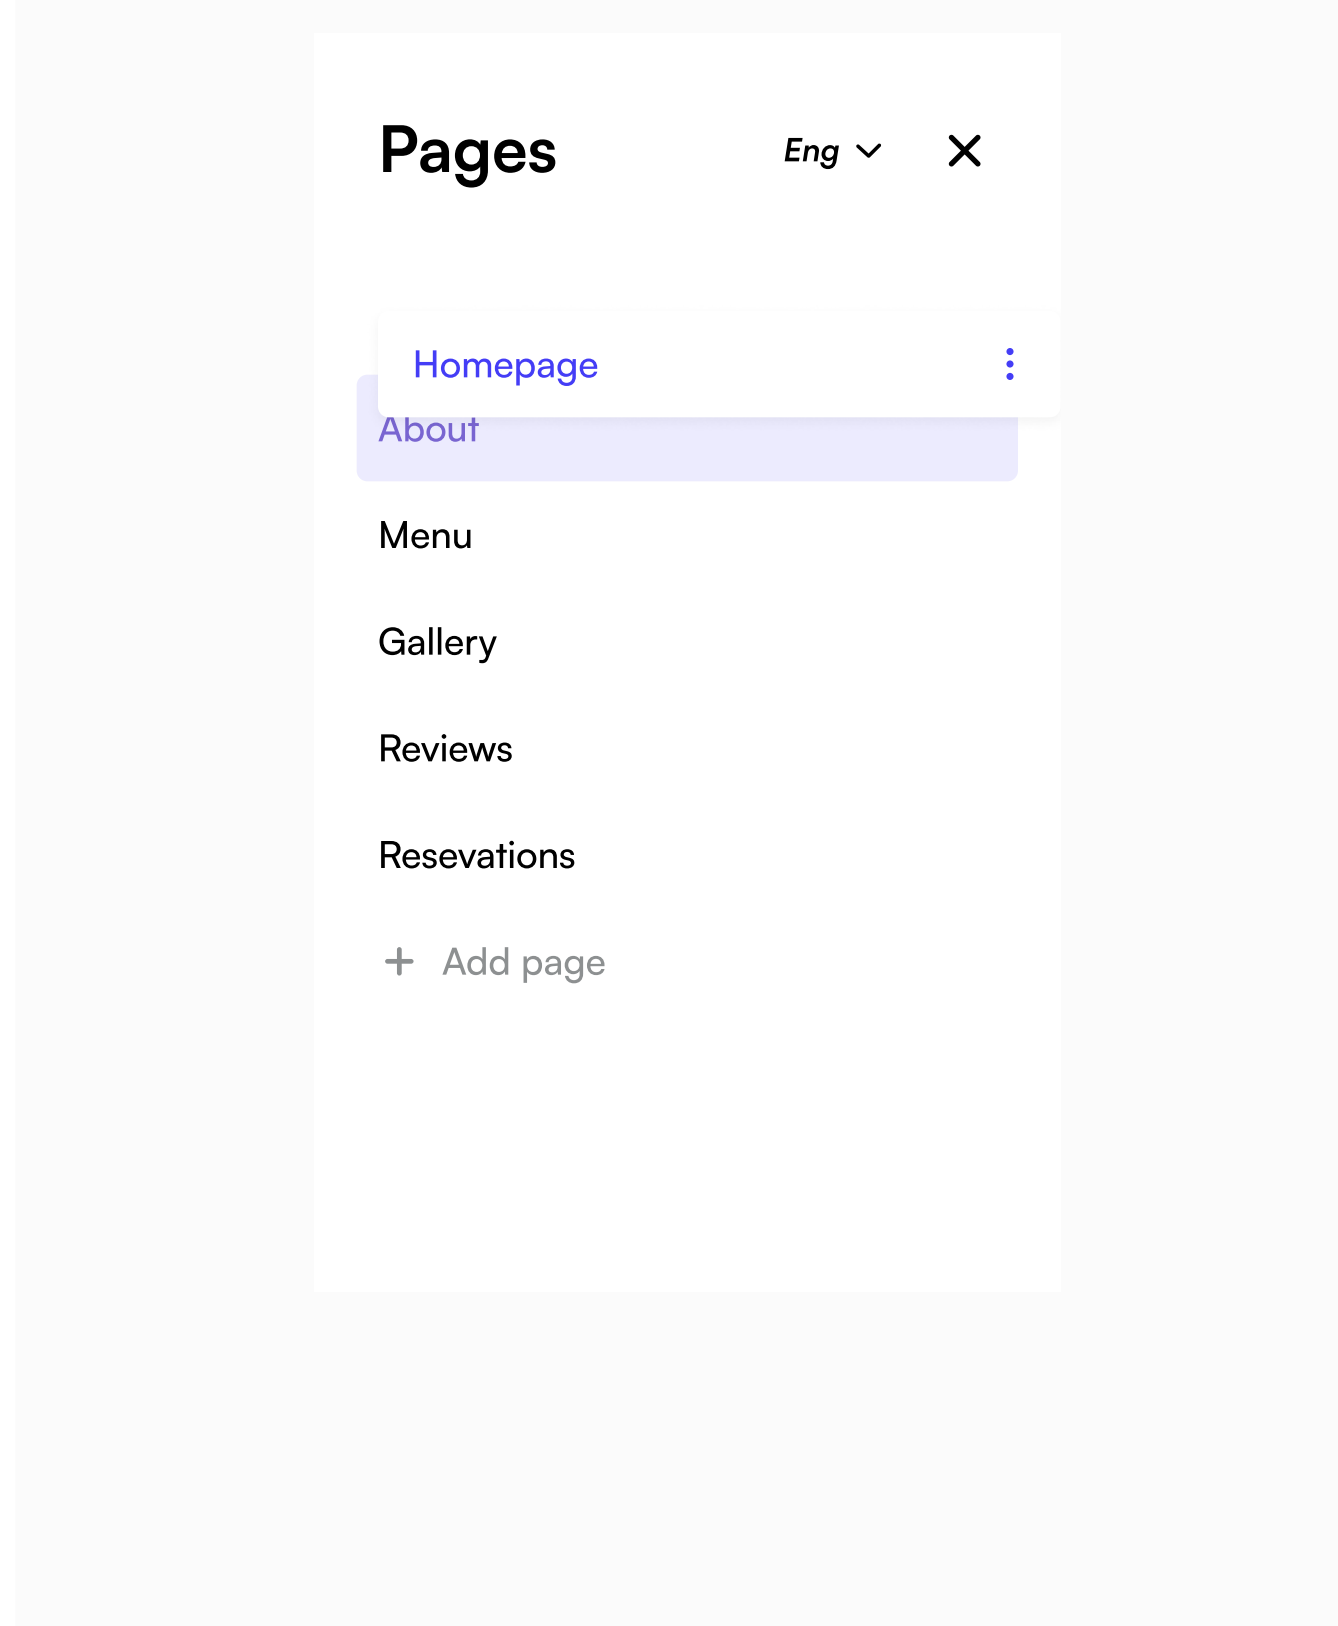 Pages
Eng
Homepage
About
Menu
Gallery
Reviews
Resevations
Add page